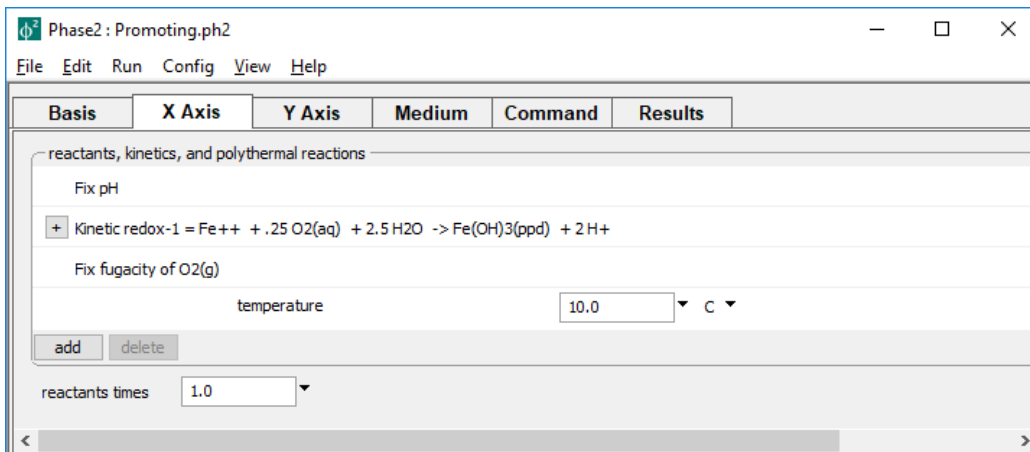 ϕ² Phase2 : Promoting.ph2
File Edit Run Config View Help
Basis X Axis Y Axis Medium Command Results
reactants, kinetics, and polythermal reactions
Fix pH
+ Kinetic redox-1 = Fe++ + .25 O2(aq) + 2.5 H2O -> Fe(OH)3(ppd) + 2 H+
Fix fugacity of O2(g)
temperature 10.0 C
add delete
reactants times 1.0